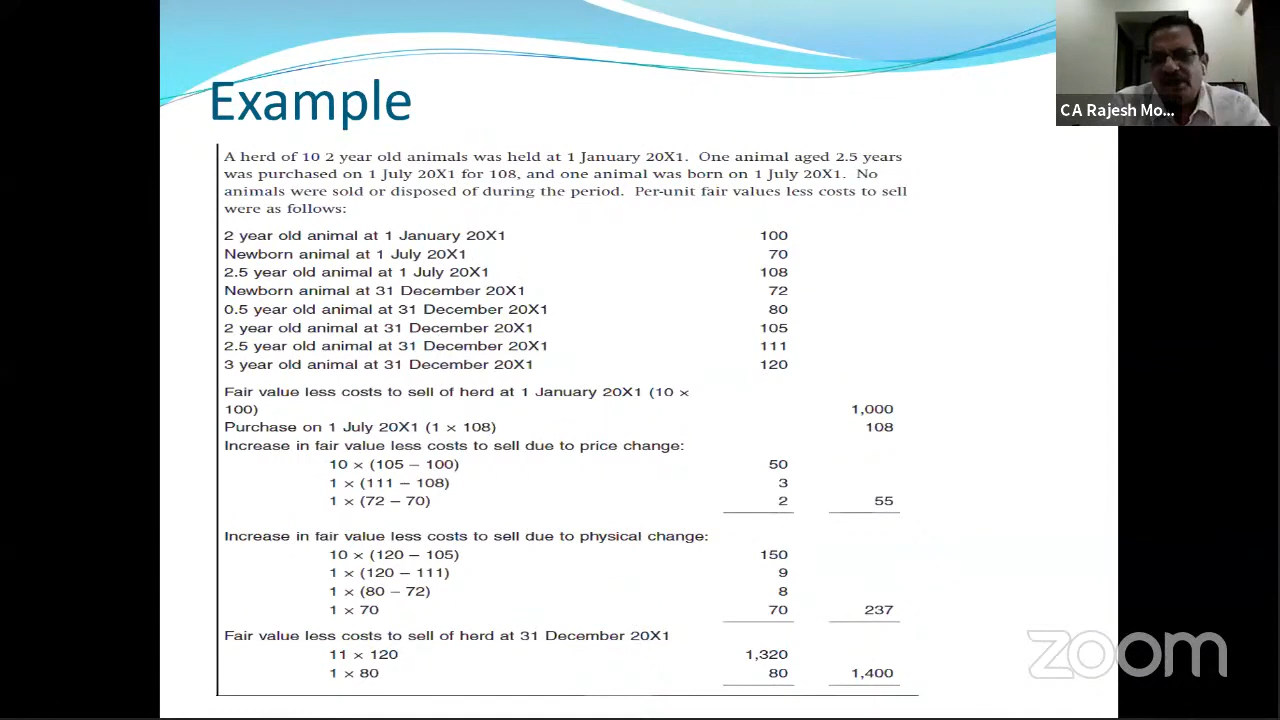 Example
CA Rajesh Mo...
A herd of 10 2 year old animals was held at 1 January 20X1. One animal aged 2.5 years
was purchased on 1 July 20X1 for 108, and one animal was born on 1 July 20X1. No
animals were sold or disposed of during the period. Per-unit fair values less costs to sell
were as follows:
2 year old animal at 1 January 20X1 100
Newborn animal at 1 July 20X1 70
2.5 year old animal at 1 July 20X1 108
Newborn animal at 31 December 20X1 72
0.5 year old animal at 31 December 20X1 80
2 year old animal at 31 December 20X1 105
2.5 year old animal at 31 December 20X1 111
3 year old animal at 31 December 20X1 120
Fair value less costs to sell of herd at 1 January 20X1 (10 ×
100) 1,000
Purchase on 1 July 20X1 (1 × 108) 108
Increase in fair value less costs to sell due to price change:
10 × (105 – 100) 50
1 × (111 – 108) 3
1 × (72 – 70) 2 55
Increase in fair value less costs to sell due to physical change:
10 × (120 – 105) 150
1 × (120 – 111) 9
1 × (80 – 72) 8
1 × 70 70 237
Fair value less costs to sell of herd at 31 December 20X1
11 × 120 1,320
1 × 80 80 1,400
zoom